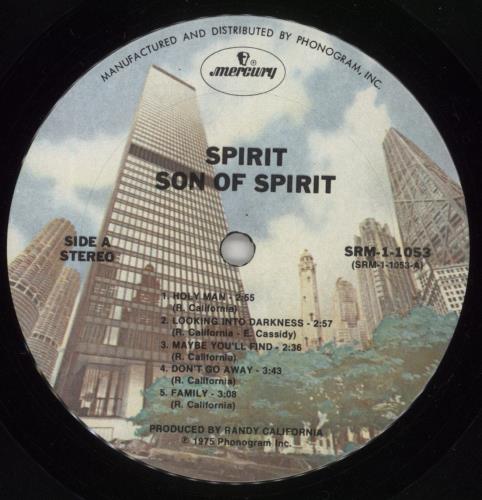 MANUFACTURED AND DISTRIBUTED BY PHONOGRAM, INC.
mercury
SPIRIT
SON OF SPIRIT
SIDE A
STEREO
SRM-1-1053
(SRM-1-1053-A)
1. HOLY MAN - 2:55
(R. California)
2. LOOKING INTO DARKNESS - 2:57
(R. California - E. Cassidy)
3. MAYBE YOU'LL FIND - 2:36
(R. California)
4. DON'T GO AWAY - 3:43
(R. California)
5. FAMILY - 3:08
(R. California)
PRODUCED BY RANDY CALIFORNIA
℗ 1975 Phonogram Inc.